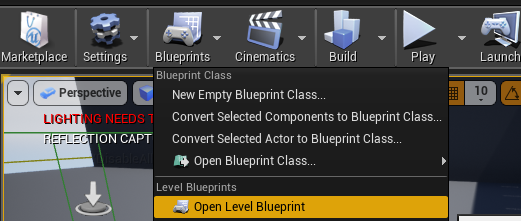 Marketplace Settings Blueprints Cinematics Build Play Launch
Blueprint Class
Perspective
New Empty Blueprint Class...
10
LIGHTING NEEDS T
Convert Selected Components to Blueprint Class...
REFLECTION CAPT
Convert Selected Actor to Blueprint Class...
Open Blueprint Class...
Level Blueprints
Open Level Blueprint